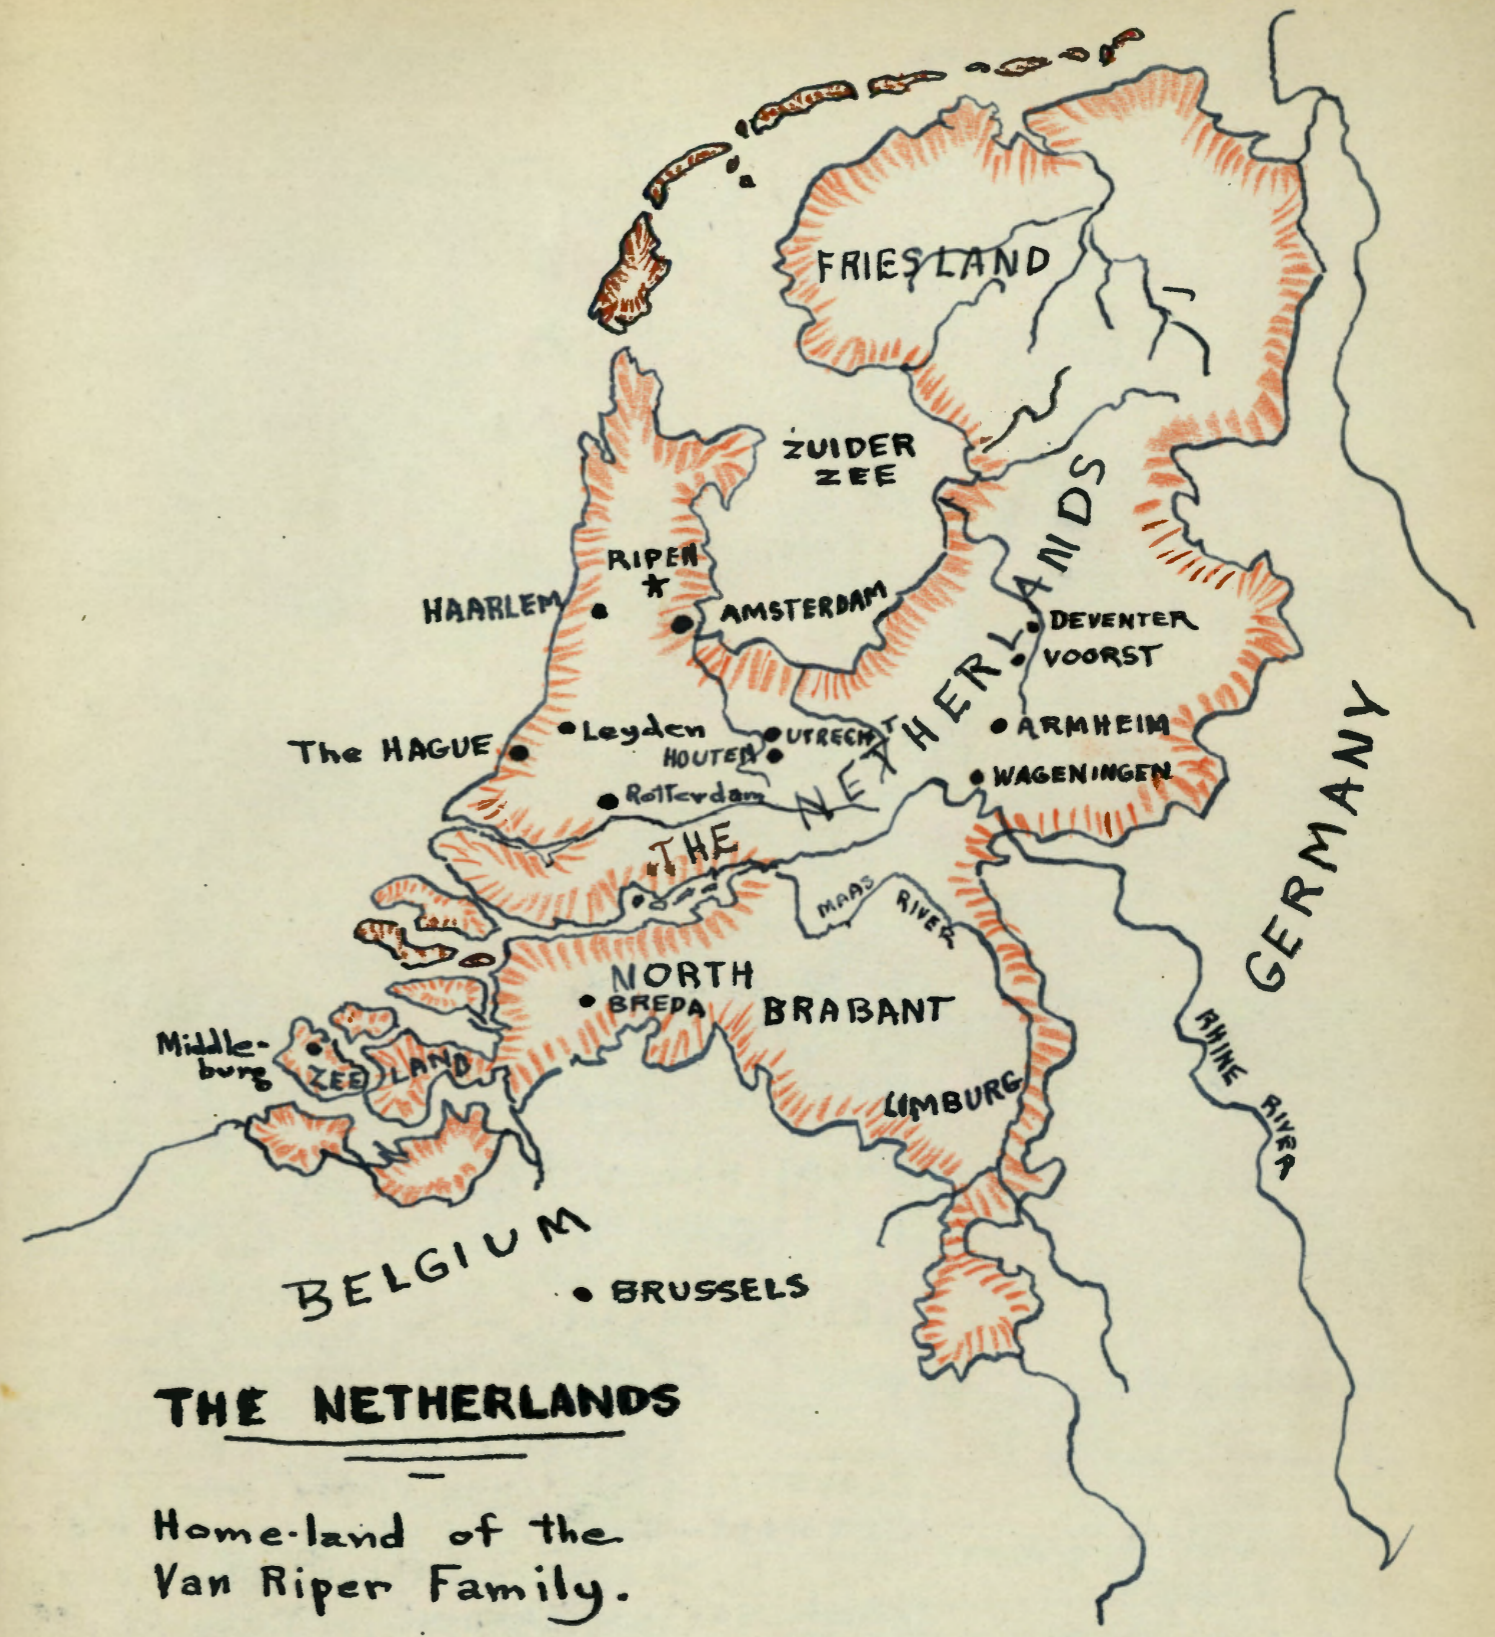 FRIESLAND
ZUIDER
ZEE
RIPEN
HAARLEM
AMSTERDAM
DEVENTER
VOORST
Leyden
UTRECHT
ARMHEIM
The HAGUE
HOUTEN
WAGENINGEN
Rotterdam
THE NETHERLANDS
GERMANY
MAAS RIVER
NORTH
BREDA
BRABANT
RHINE RIVER
Middle-
burg
ZEELAND
LIMBURG
BELGIUM
BRUSSELS
THE NETHERLANDS
Home-land of the
Van Riper Family.